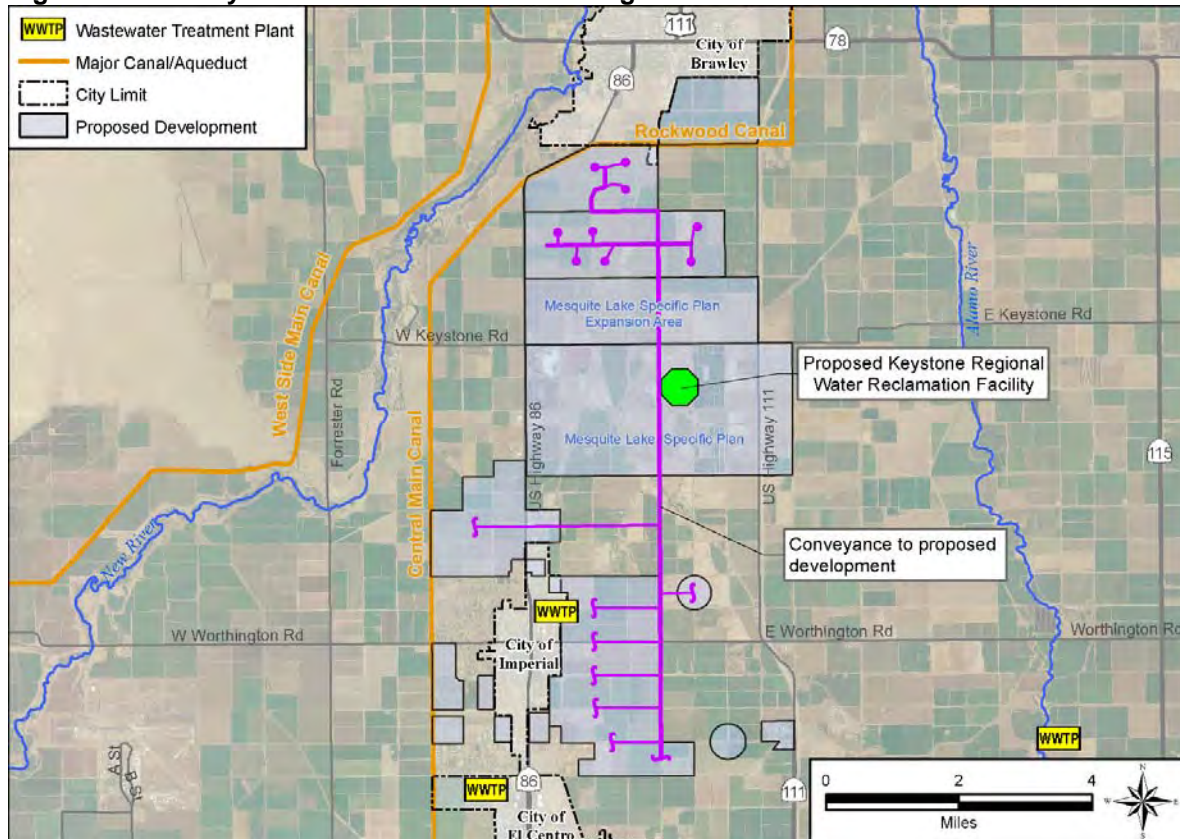 WWTP Wastewater Treatment Plant
Major Canal/Aqueduct
City Limit
Proposed Development
111
City of
Brawley
78
86
Rockwood Canal
West Side Main Canal
Forrester Rd
Mesquite Lake Specific Plan
Expansion Area
W Keystone Rd
E Keystone Rd
Alamo River
Proposed Keystone Regional
Water Reclamation Facility
Central Main Canal
US Highway 86
Mesquite Lake Specific Plan
US Highway 111
115
New River
Conveyance to proposed
development
WWTP
W Worthington Rd
City of
Imperial
E Worthington Rd
Worthington Rd
WWTP
A St
B St
WWTP
86
City of
El Centro
111
0 2 4
Miles
N
W
E
S